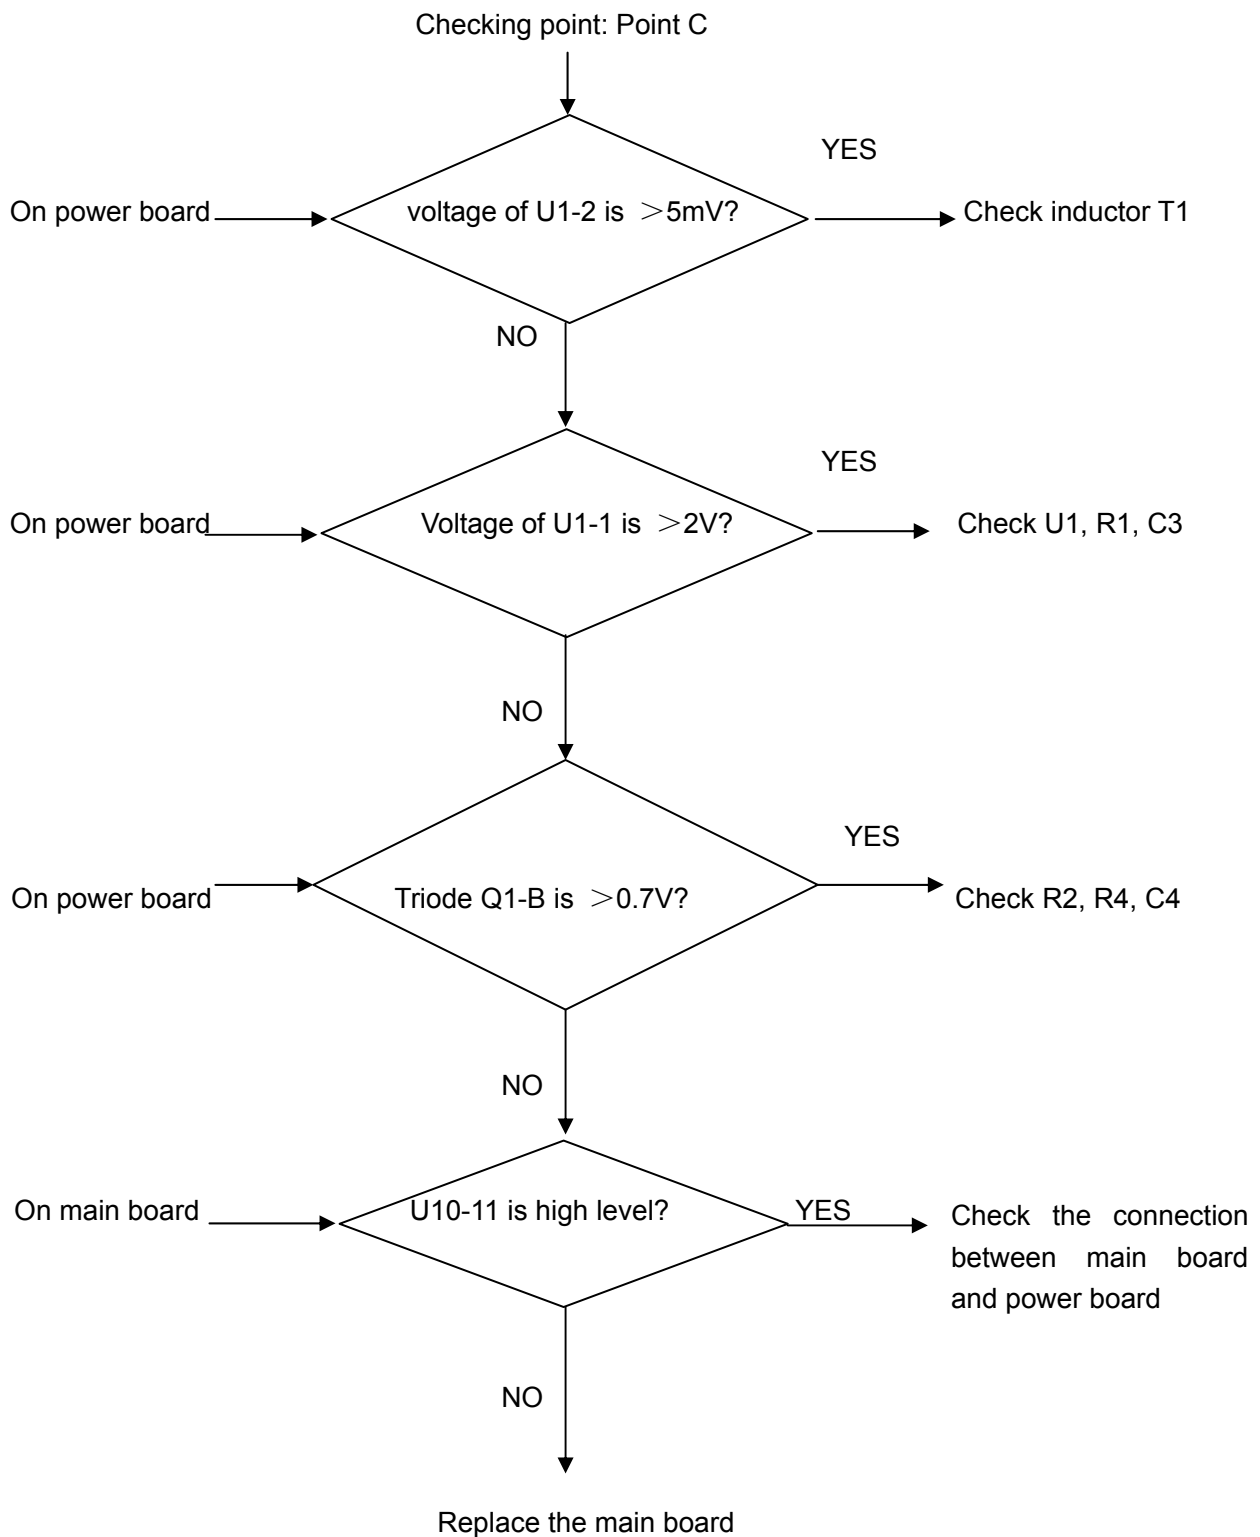 Checking point: Point C
YES
On power board
voltage of U1-2 is ＞5mV?
Check inductor T1
NO
YES
On power board
Voltage of U1-1 is ＞2V?
Check U1, R1, C3
NO
YES
On power board
Triode Q1-B is ＞0.7V?
Check R2, R4, C4
NO
On main board
U10-11 is high level?
YES
Check the connection
between main board
and power board
NO
Replace the main board